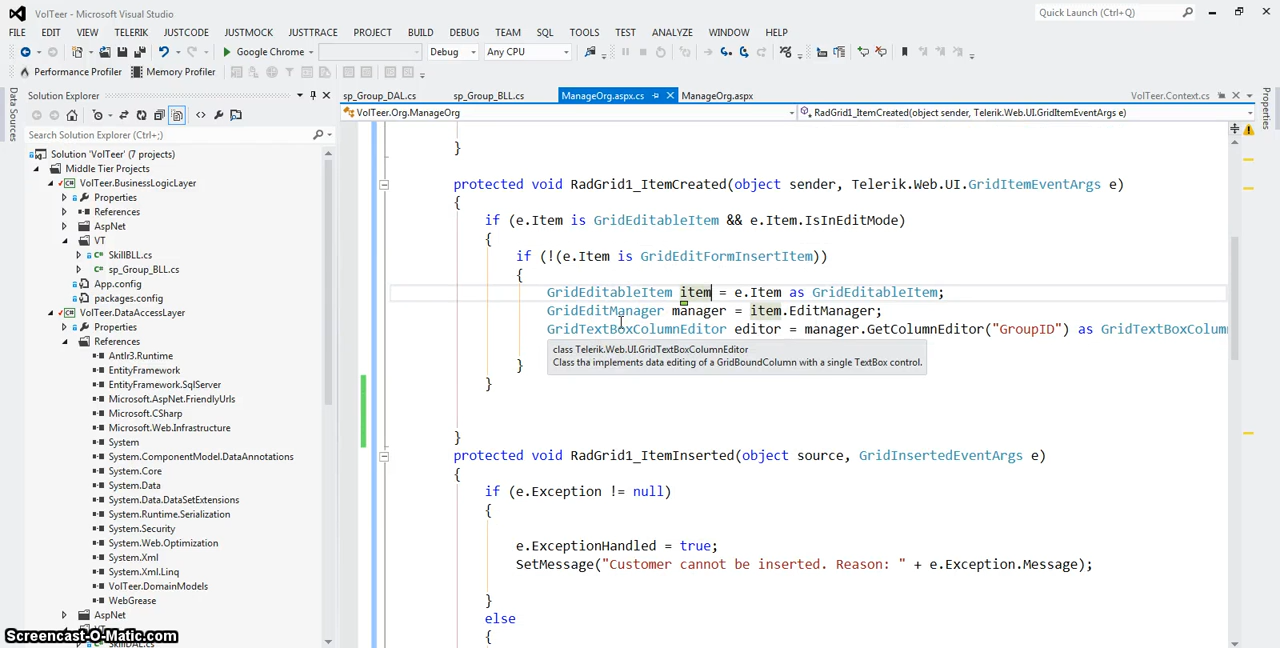 VolTeer - Microsoft Visual Studio
Quick Launch (Ctrl+Q)
FILE EDIT VIEW TELERIK JUSTCODE JUSTMOCK JUSTTRACE PROJECT BUILD DEBUG TEAM SQL TOOLS TEST ANALYZE WINDOW HELP
Google Chrome Debug Any CPU
Performance Profiler Memory Profiler
Data Sources
Properties
Solution Explorer
Search Solution Explorer (Ctrl+;)
Solution 'VolTeer' (7 projects)
Middle Tier Projects
VolTeer.BusinessLogicLayer
Properties
References
AspNet
VT
SkillBLL.cs
sp_Group_BLL.cs
App.config
packages.config
VolTeer.DataAccessLayer
Properties
References
Antlr3.Runtime
EntityFramework
EntityFramework.SqlServer
Microsoft.AspNet.FriendlyUrls
Microsoft.CSharp
Microsoft.Web.Infrastructure
System
System.ComponentModel.DataAnnotations
System.Core
System.Data
System.Data.DataSetExtensions
System.Runtime.Serialization
System.Security
System.Web.Optimization
System.Xml
System.Xml.Linq
VolTeer.DomainModels
WebGrease
AspNet
VT
SkillDAL.cs
sp_Group_DAL.cs sp_Group_BLL.cs ManageOrg.aspx.cs ManageOrg.aspx VolTeer.Context.cs
VolTeer.Org.ManageOrg RadGrid1_ItemCreated(object sender, Telerik.Web.UI.GridItemEventArgs e)
}
protected void RadGrid1_ItemCreated(object sender, Telerik.Web.UI.GridItemEventArgs e)
{
if (e.Item is GridEditableItem && e.Item.IsInEditMode)
{
if (!(e.Item is GridEditFormInsertItem))
{
GridEditableItem item = e.Item as GridEditableItem;
GridEditManager manager = item.EditManager;
GridTextBoxColumnEditor editor = manager.GetColumnEditor("GroupID") as GridTextBoxColum
class Telerik.Web.UI.GridTextBoxColumnEditor
Class tha implements data editing of a GridBoundColumn with a single TextBox control.
}
}
}
protected void RadGrid1_ItemInserted(object source, GridInsertedEventArgs e)
{
if (e.Exception != null)
{
e.ExceptionHandled = true;
SetMessage("Customer cannot be inserted. Reason: " + e.Exception.Message);
}
else
{
Screencast-O-Matic.com